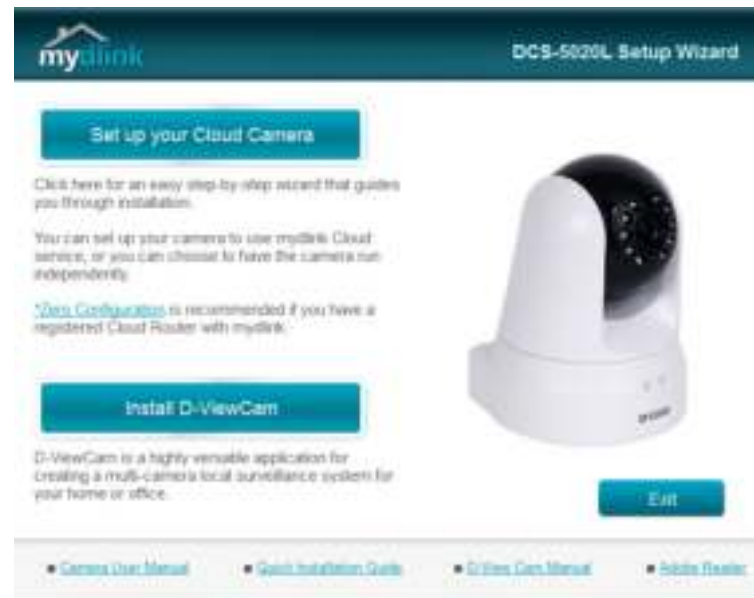 mydlink
DCS-5020L Setup Wizard
Set up your Cloud Camera
Click here for an easy step-by-step wizard that guides
you through installation.
You can set up your camera to use mydlink Cloud
service, or you can choose to have the camera run
independently.
*Zero Configuration is recommended if you have a
registered Cloud Router with mydlink.
Install D-ViewCam
D-ViewCam is a highly versatile application for
creating a multi-camera local surveillance system for
your home or office.
D-Link
Exit
Camera User Manual
Quick Installation Guide
D-View Cam Manual
Adobe Reader